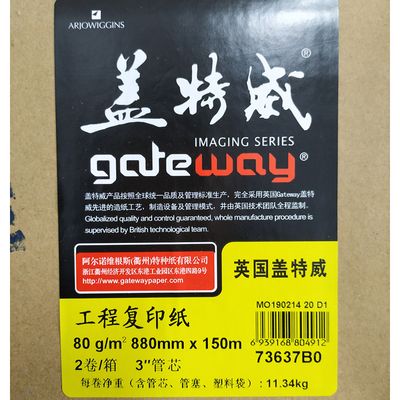 ARJOWIGGINS
盖特威®
IMAGING SERIES
gateway®
盖特威产品按照全球统一品质及管理标准生产，完全采用英国Gateway盖特
威先进的造纸工艺，制造设备及管理模式，并由英国技术团队全程监制。
Globalized quality and control guaranteed, whole manufacture procedure is
supervised by British technological team.
阿尔诺维根斯(衢州)特种纸有限公司
浙江衢州经济开发区东港工业园区东港四路9号
http://www.gatewaypaper.com
英国盖特威
MO190214 20 D1
工程复印纸
80 g/m² 880mm x 150m
2卷/箱 3″管芯
6 939168 804912
73637B0
每卷净重(含管芯、管塞、塑料袋):11.34kg